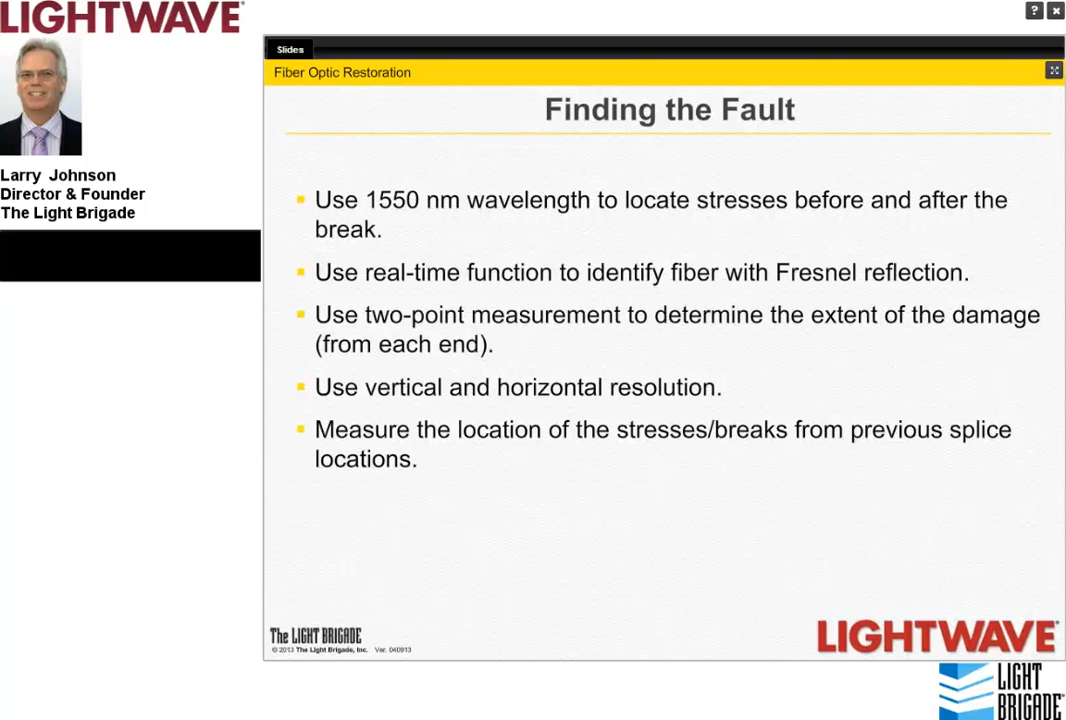 LIGHTWAVE
? ×
Larry Johnson
Director & Founder
The Light Brigade
Slides
Fiber Optic Restoration
Finding the Fault
Use 1550 nm wavelength to locate stresses before and after the
break.
Use real-time function to identify fiber with Fresnel reflection.
Use two-point measurement to determine the extent of the damage
(from each end).
Use vertical and horizontal resolution.
Measure the location of the stresses/breaks from previous splice
locations.
The LIGHT BRIGADE
© 2013 The Light Brigade, Inc. Ver. 040913
LIGHTWAVE
LIGHT
BRIGADE